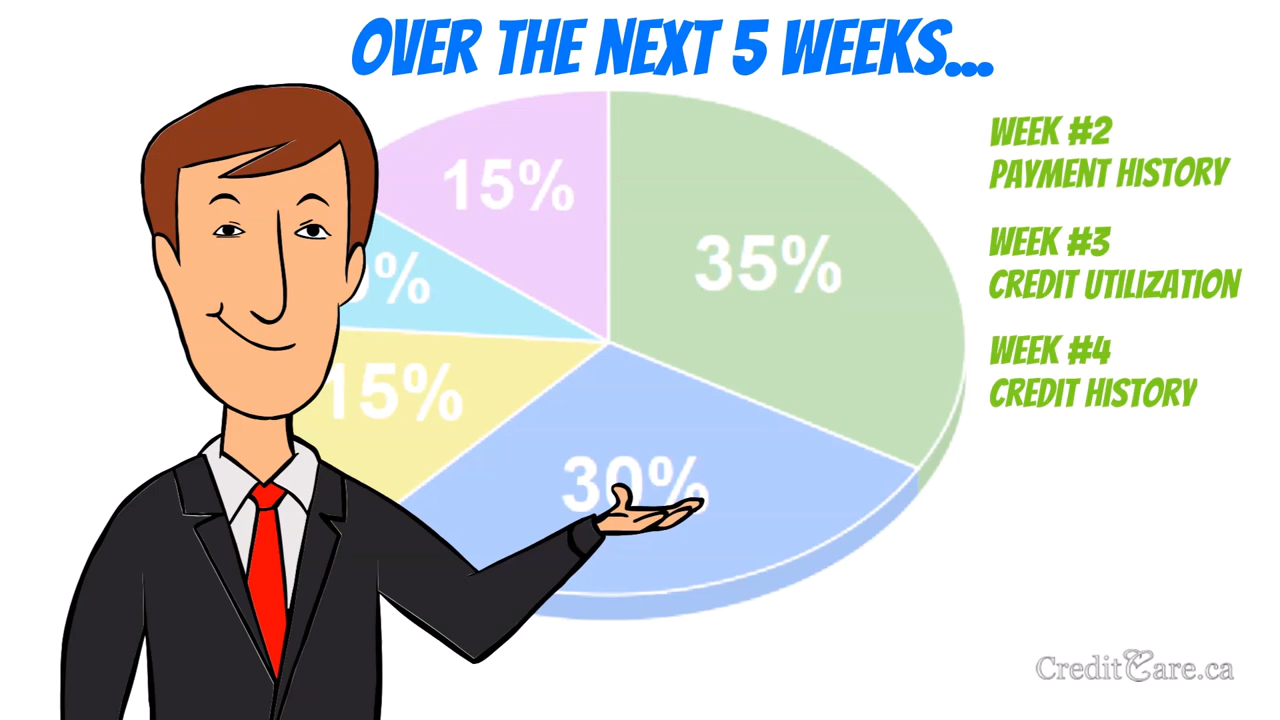 OVER THE NEXT 5 WEEKS...
WEEK #2
PAYMENT HISTORY
WEEK #3
CREDIT UTILIZATION
WEEK #4
CREDIT HISTORY
15%
35%
15%
30%
CreditCare.ca